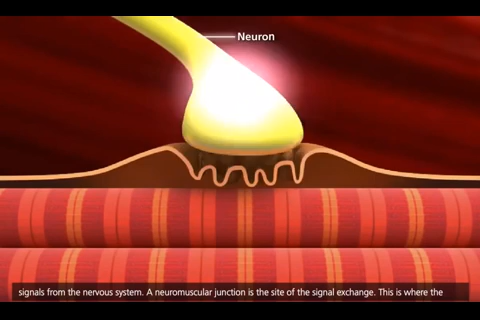 Neuron
signals from the nervous system. A neuromuscular junction is the site of the signal exchange. This is where the